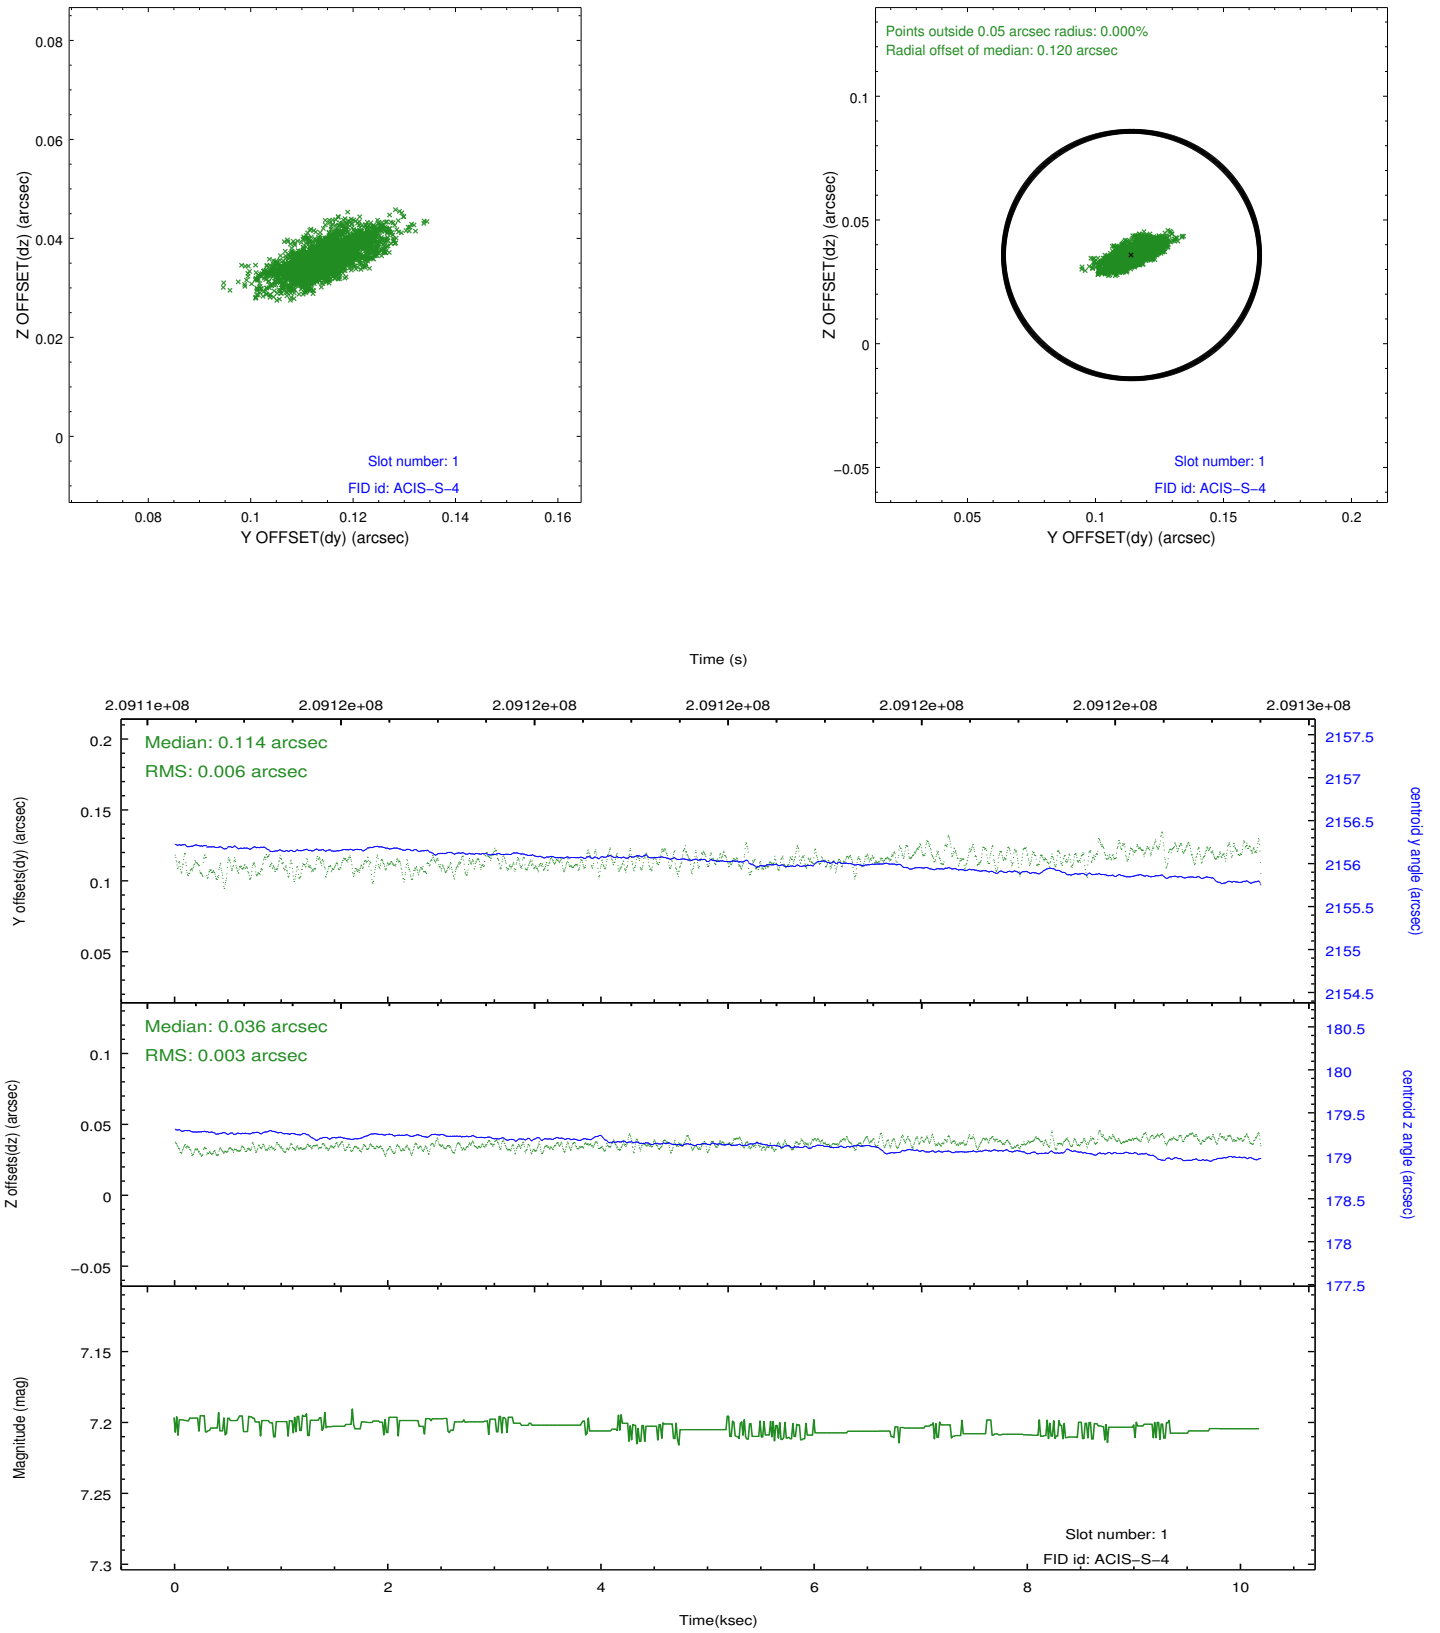 0.08
0.06
0.04
0.02
0
Z OFFSET(dz) (arcsec)
Slot number: 1
FID id: ACIS−S−4
0.08 0.1 0.12 0.14 0.16
Y OFFSET(dy) (arcsec)
Points outside 0.05 arcsec radius: 0.000%
Radial offset of median: 0.120 arcsec
0.1
0.05
0
−0.05
Z OFFSET(dz) (arcsec)
Slot number: 1
FID id: ACIS−S−4
0.05 0.1 0.15 0.2
Y OFFSET(dy) (arcsec)
Time (s)
2.0911e+08 2.0912e+08 2.0912e+08 2.0912e+08 2.0912e+08 2.0912e+08 2.0913e+08
Median: 0.114 arcsec
RMS: 0.006 arcsec
0.2
0.15
0.1
0.05
Y offsets(dy) (arcsec)
2157.5
2157
2156.5
2156
2155.5
2155
2154.5
centroid y angle (arcsec)
Median: 0.036 arcsec
RMS: 0.003 arcsec
0.1
0.05
0
−0.05
Z offsets(dz) (arcsec)
180.5
180
179.5
179
178.5
178
177.5
centroid z angle (arcsec)
7.15
7.2
7.25
7.3
Magnitude (mag)
Slot number: 1
FID id: ACIS−S−4
0 2 4 6 8 10
Time(ksec)